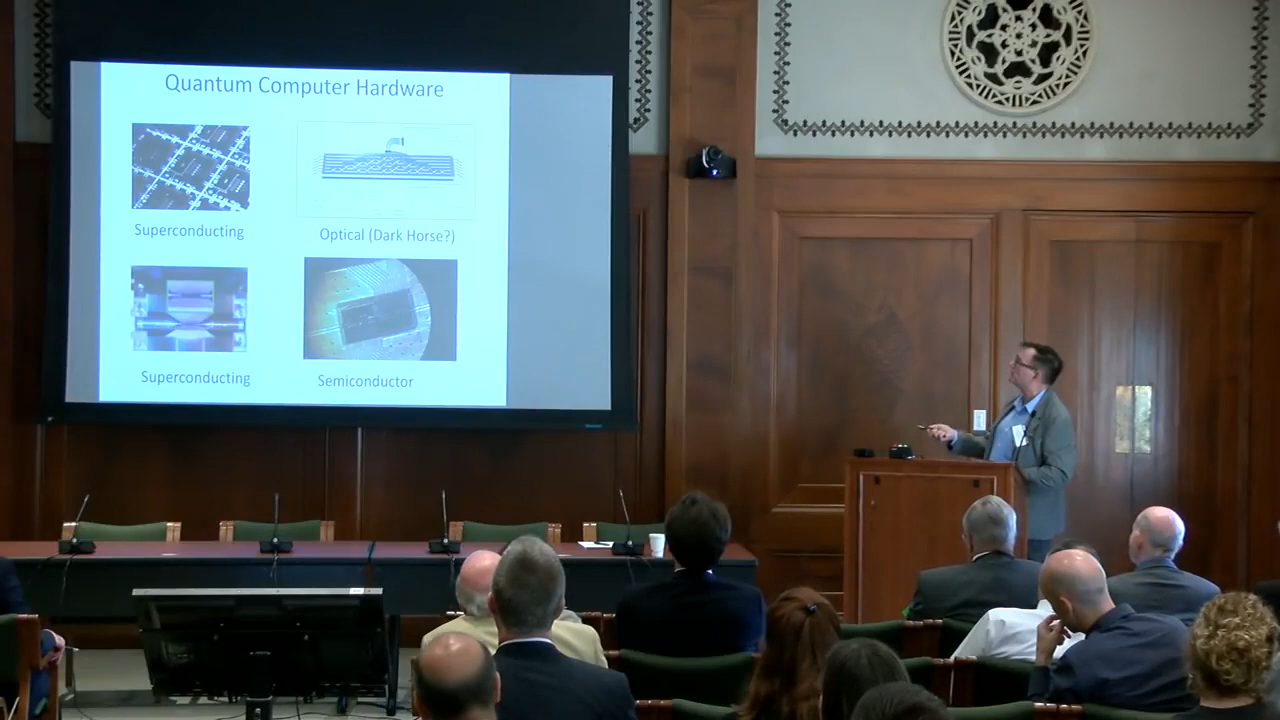 Quantum Computer Hardware
Superconducting
Optical (Dark Horse?)
Superconducting
Semiconductor